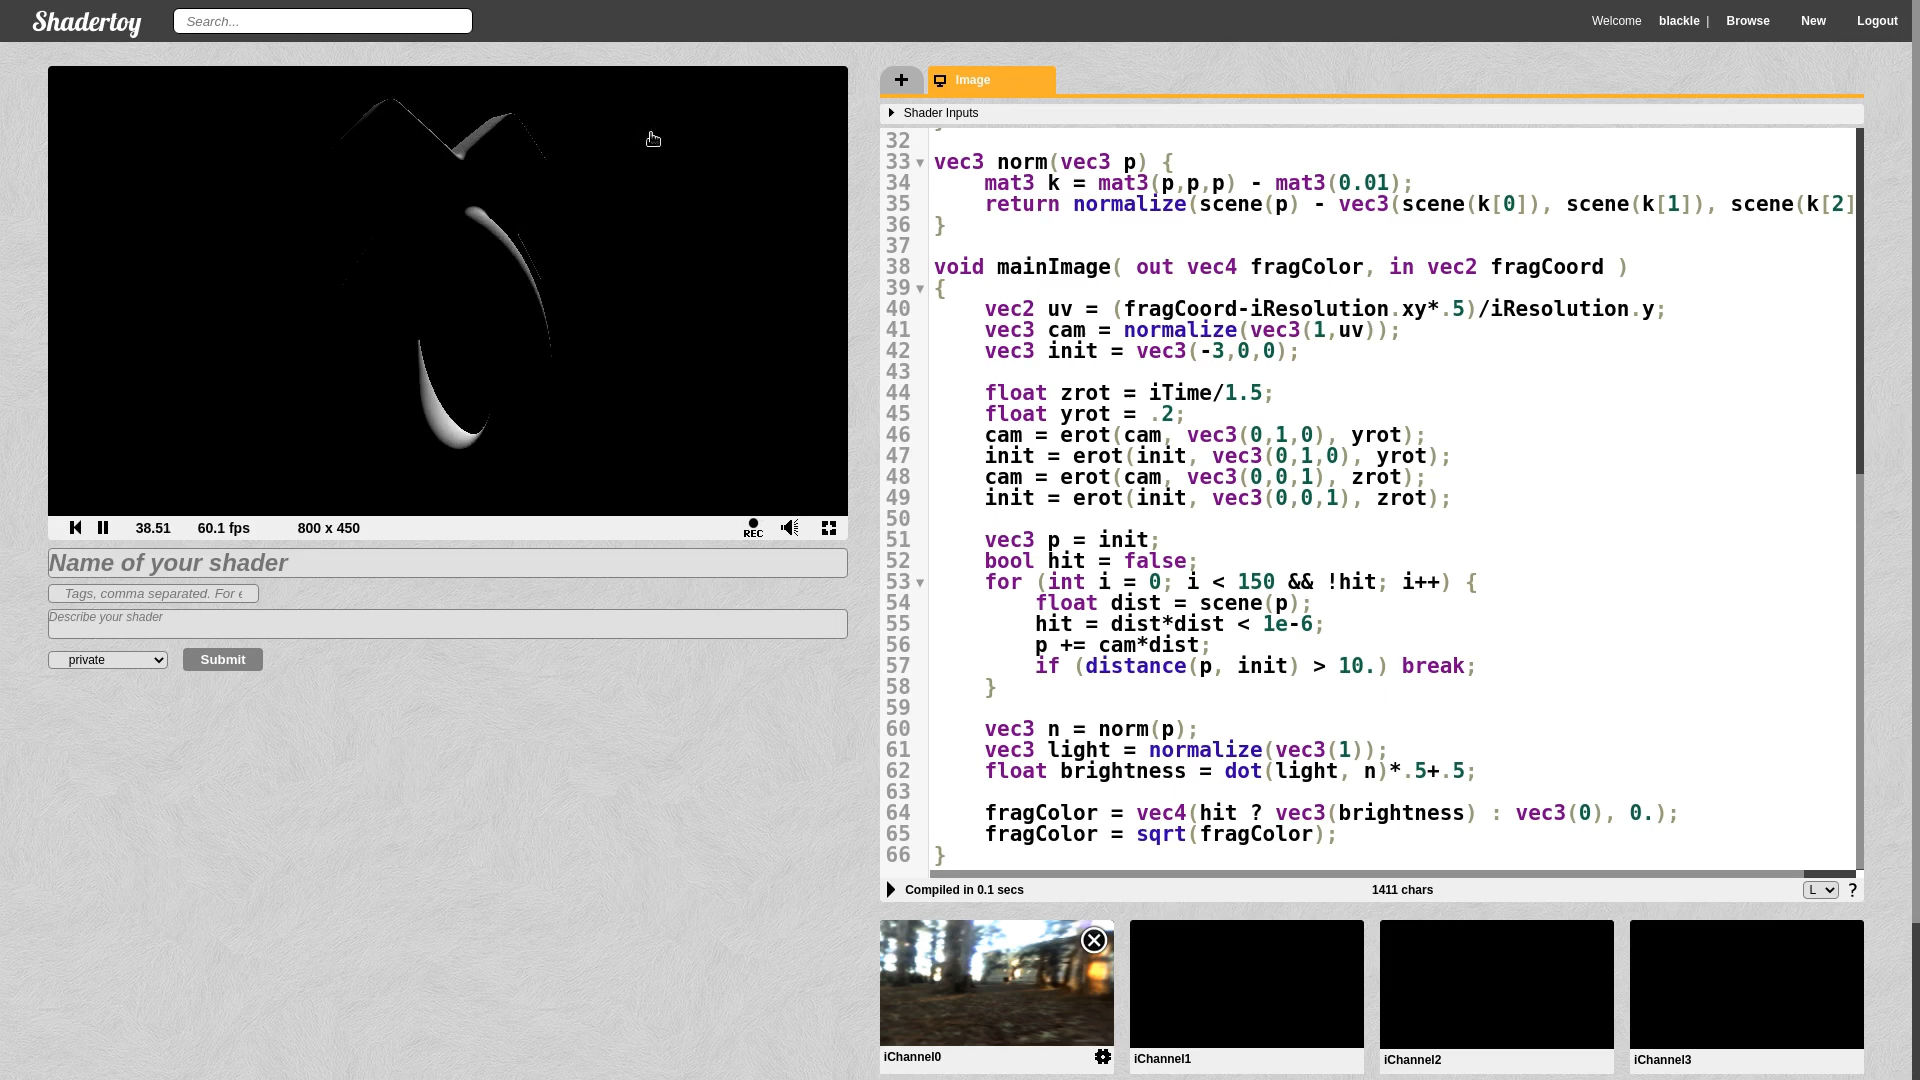 Shadertoy
Search...
Welcome blackle | Browse New Logout
+ Image
Shader Inputs
32
33 vec3 norm(vec3 p) {
34 mat3 k = mat3(p,p,p) - mat3(0.01);
35 return normalize(scene(p) - vec3(scene(k[0]), scene(k[1]), scene(k[2]
36 }
37
38 void mainImage( out vec4 fragColor, in vec2 fragCoord )
39 {
40 vec2 uv = (fragCoord-iResolution.xy*.5)/iResolution.y;
41 vec3 cam = normalize(vec3(1,uv));
42 vec3 init = vec3(-3,0,0);
43
44 float zrot = iTime/1.5;
45 float yrot = .2;
46 cam = erot(cam, vec3(0,1,0), yrot);
47 init = erot(init, vec3(0,1,0), yrot);
48 cam = erot(cam, vec3(0,0,1), zrot);
49 init = erot(init, vec3(0,0,1), zrot);
50
51 vec3 p = init;
52 bool hit = false;
53 for (int i = 0; i < 150 && !hit; i++) {
54 float dist = scene(p);
55 hit = dist*dist < 1e-6;
56 p += cam*dist;
57 if (distance(p, init) > 10.) break;
58 }
59
60 vec3 n = norm(p);
61 vec3 light = normalize(vec3(1));
62 float brightness = dot(light, n)*.5+.5;
63
64 fragColor = vec4(hit ? vec3(brightness) : vec3(0), 0.);
65 fragColor = sqrt(fragColor);
66 }
Compiled in 0.1 secs 1411 chars L ?
38.51 60.1 fps 800 x 450 REC
Name of your shader
Tags, comma separated. For e
Describe your shader
private Submit
iChannel0 iChannel1 iChannel2 iChannel3